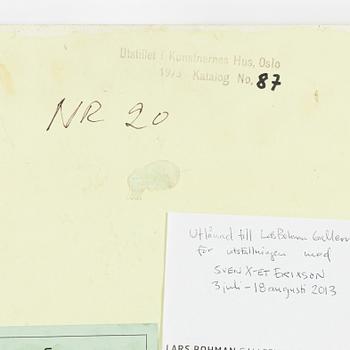 Utstillet i Kunstnernes Hus, Oslo
1973 Katalog No. 87
NR 20
Utlånad till Lars Bohman Gallery
för utställningen med
SVEN X-ET ERIXSON
3 juli - 18 augusti 2013
LARS BOHMAN